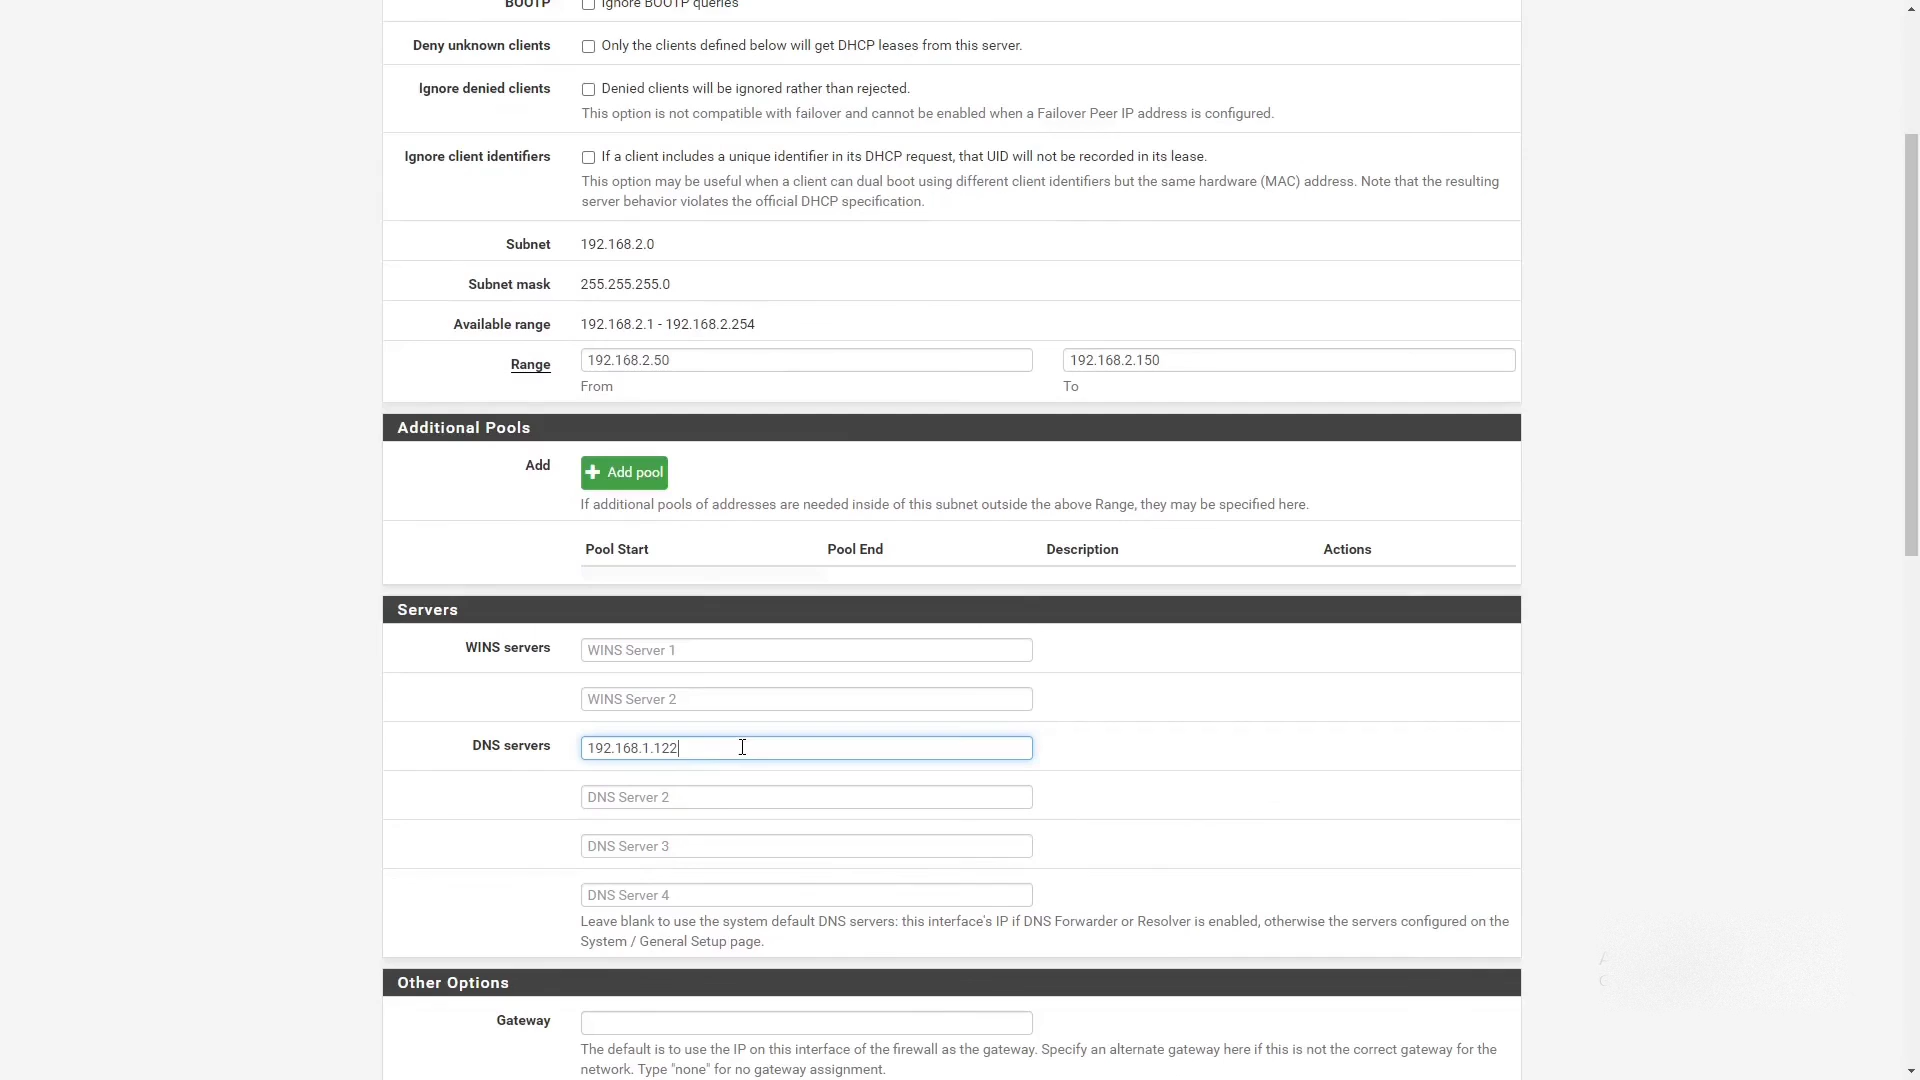 BOOTP Ignore BOOTP queries
Deny unknown clients Only the clients defined below will get DHCP leases from this server.
Ignore denied clients Denied clients will be ignored rather than rejected.
This option is not compatible with failover and cannot be enabled when a Failover Peer IP address is configured.
Ignore client identifiers If a client includes a unique identifier in its DHCP request, that UID will not be recorded in its lease.
This option may be useful when a client can dual boot using different client identifiers but the same hardware (MAC) address. Note that the resulting
server behavior violates the official DHCP specification.
Subnet 192.168.2.0
Subnet mask 255.255.255.0
Available range 192.168.2.1 - 192.168.2.254
Range 192.168.2.50 192.168.2.150
From To
Additional Pools
Add Add pool
If additional pools of addresses are needed inside of this subnet outside the above Range, they may be specified here.
Pool Start Pool End Description Actions
Servers
WINS servers WINS Server 1
WINS Server 2
DNS servers 192.168.1.122
DNS Server 2
DNS Server 3
DNS Server 4
Leave blank to use the system default DNS servers: this interface's IP if DNS Forwarder or Resolver is enabled, otherwise the servers configured on the
System / General Setup page.
Other Options
Gateway
The default is to use the IP on this interface of the firewall as the gateway. Specify an alternate gateway here if this is not the correct gateway for the
network. Type "none" for no gateway assignment.